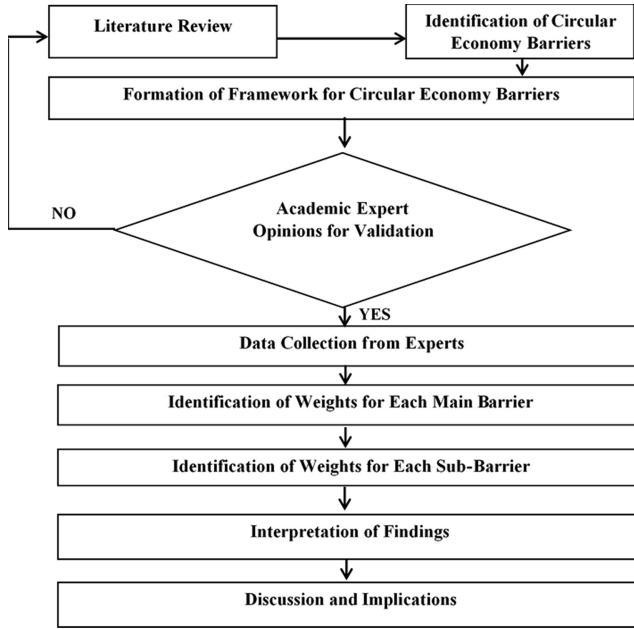 Literature Review
Identification of Circular
Economy Barriers
Formation of Framework for Circular Economy Barriers
Academic Expert
Opinions for Validation
NO
YES
Data Collection from Experts
Identification of Weights for Each Main Barrier
Identification of Weights for Each Sub-Barrier
Interpretation of Findings
Discussion and Implications